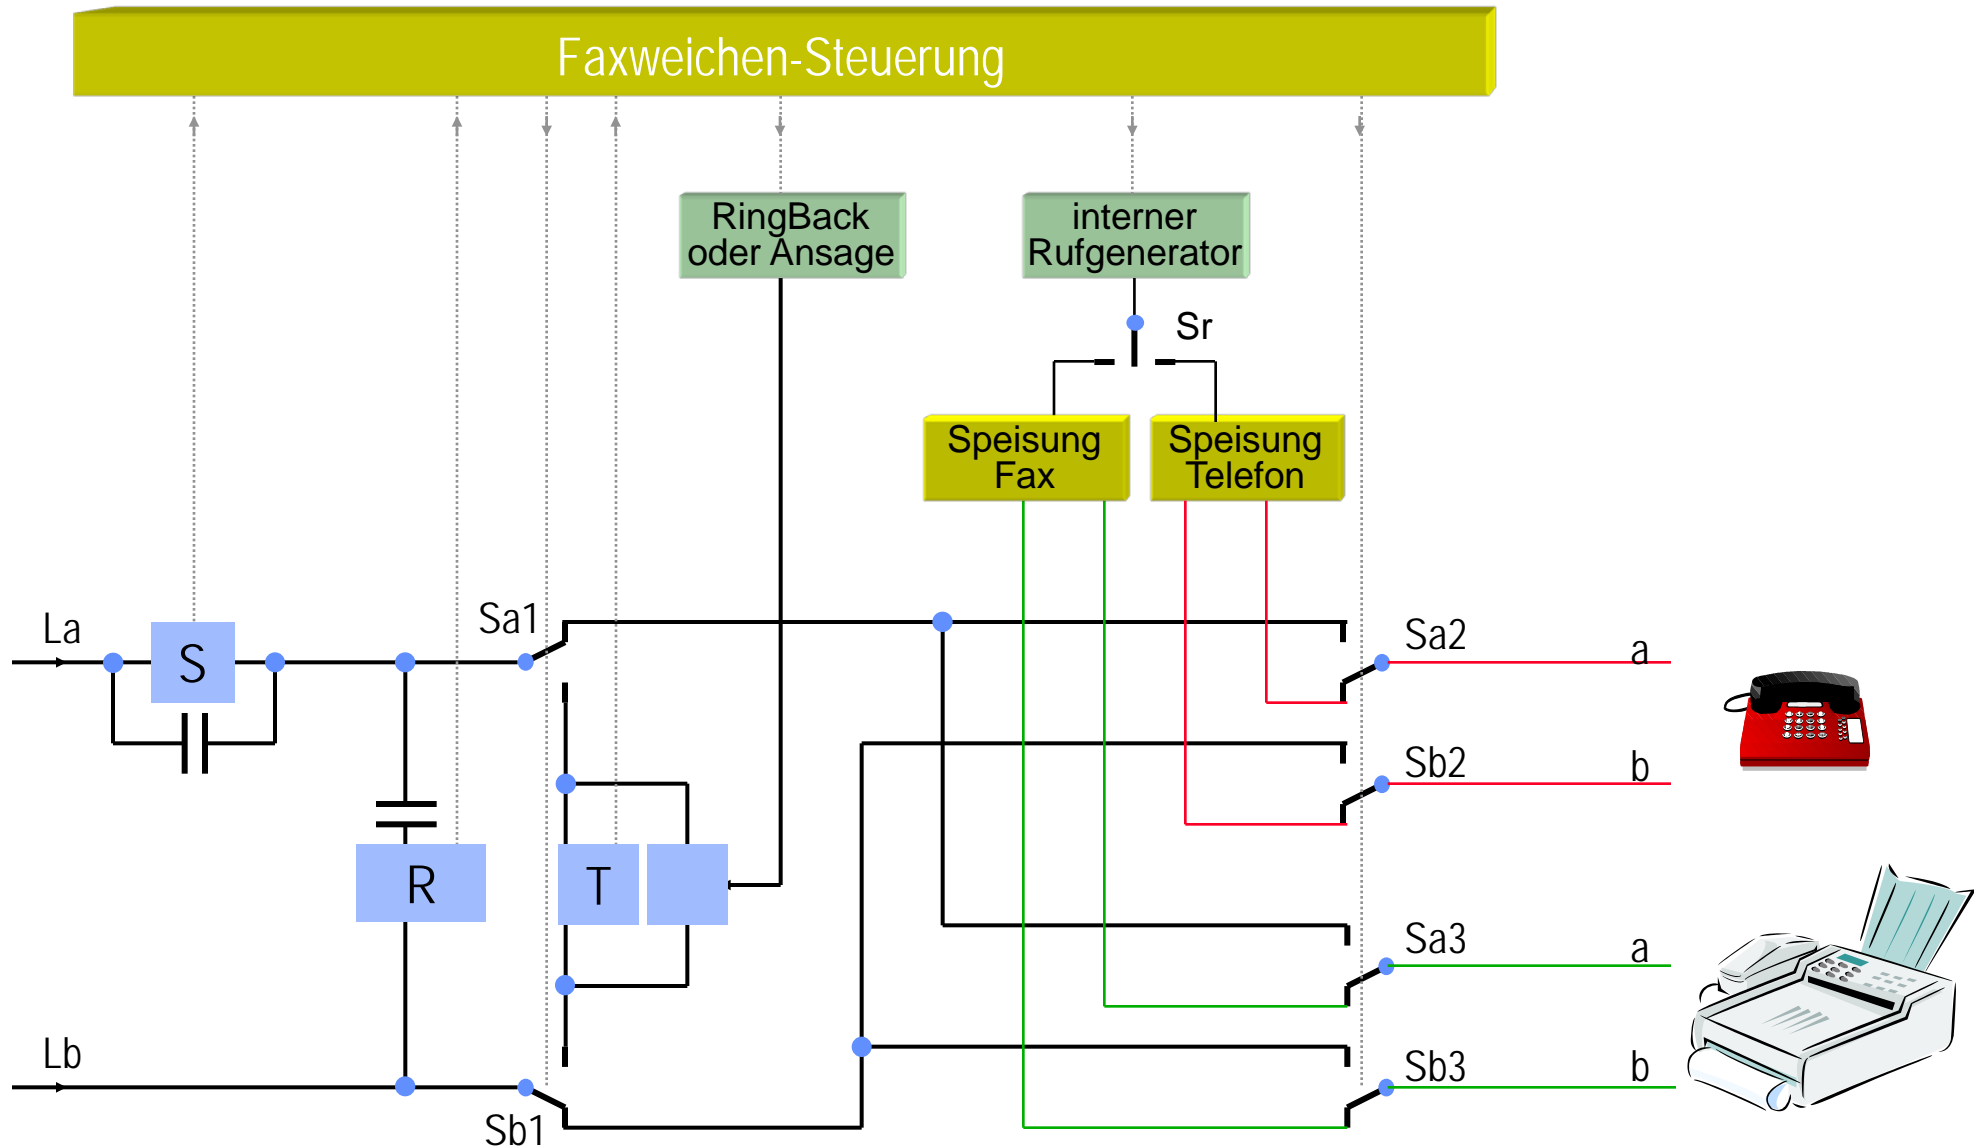 Faxweichen-Steuerung
RingBack
oder Ansage
interner
Rufgenerator
Sr
Speisung
Fax
Speisung
Telefon
La
S
Sa1
Sa2
a
Sb2
b
R
T
Sa3
a
Lb
Sb1
Sb3
b